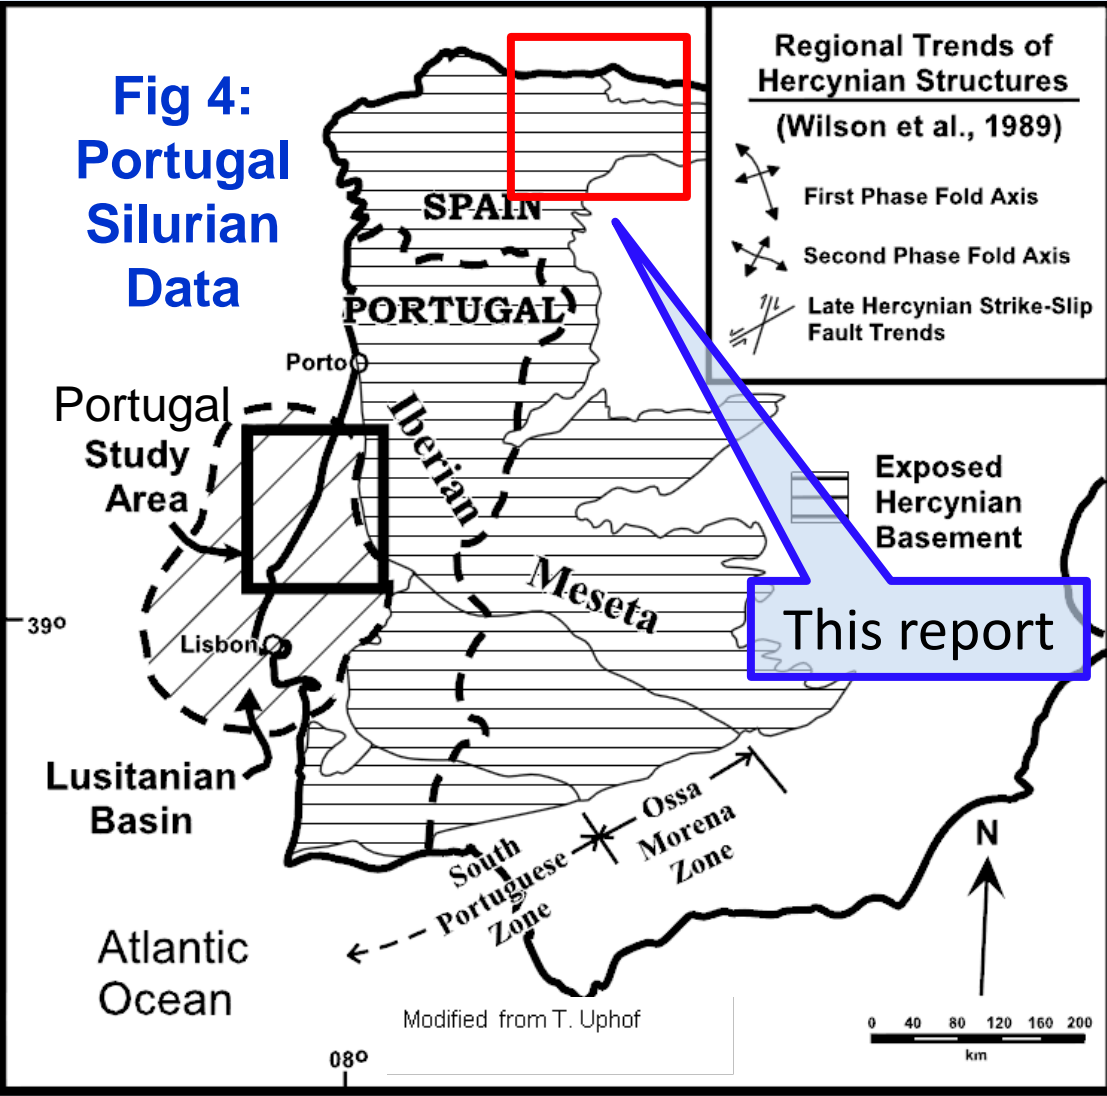 Fig 4:
Portugal
Silurian
Data
Regional Trends of
Hercynian Structures
(Wilson et al., 1989)
First Phase Fold Axis
Second Phase Fold Axis
Late Hercynian Strike-Slip
Fault Trends
SPAIN
PORTUGAL
Porto
Portugal
Study
Area
Iberian
Meseta
Exposed
Hercynian
Basement
This report
39º
Lisbon
Lusitanian
Basin
Ossa
Morena
Zone
South
Portuguese
Zone
N
Atlantic
Ocean
Modified from T. Uphof
0 40 80 120 160 200
km
08º